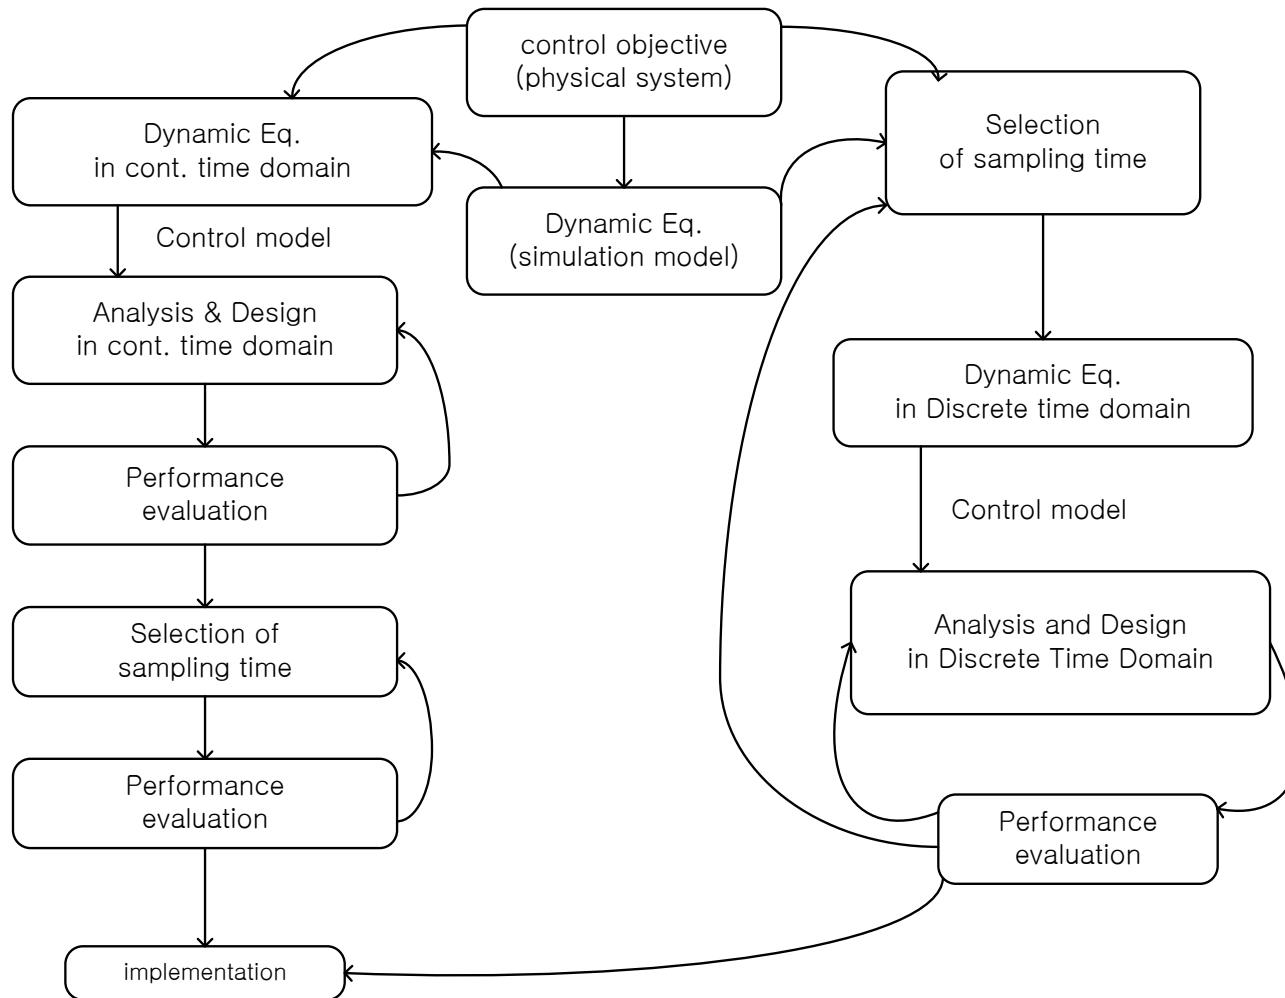 control objective
(physical system)
Dynamic Eq.
in cont. time domain
Selection
of sampling time
Dynamic Eq.
(simulation model)
Control model
Analysis & Design
in cont. time domain
Dynamic Eq.
in Discrete time domain
Performance
evaluation
Control model
Selection of
sampling time
Analysis and Design
in Discrete Time Domain
Performance
evaluation
Performance
evaluation
implementation